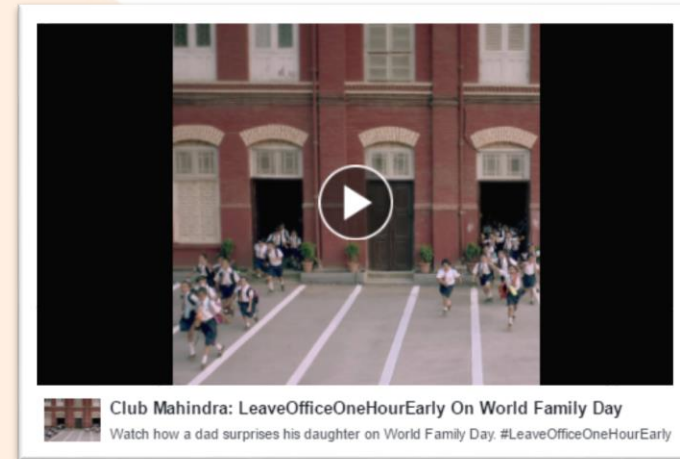 Club Mahindra: LeaveOfficeOneHourEarly On World Family Day
Watch how a dad surprises his daughter on World Family Day. #LeaveOfficeOneHourEarly